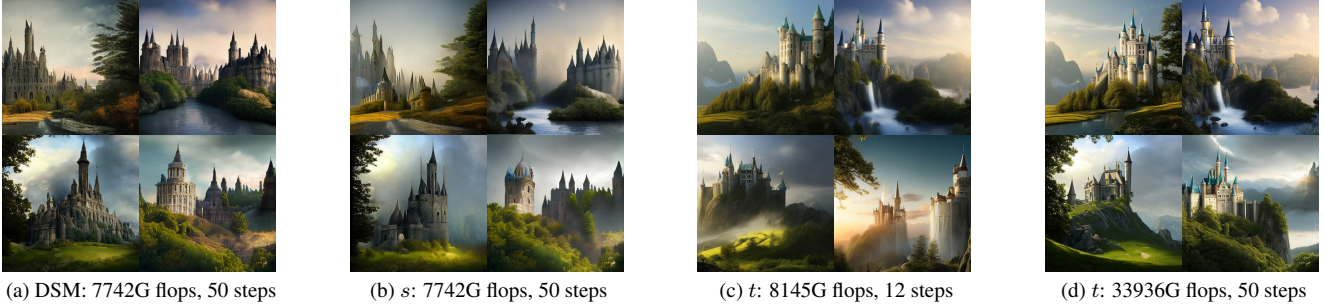 (a) DSM: 7742G flops, 50 steps
(b) s: 7742G flops, 50 steps
(c) t: 8145G flops, 12 steps
(d) t: 33936G flops, 50 steps